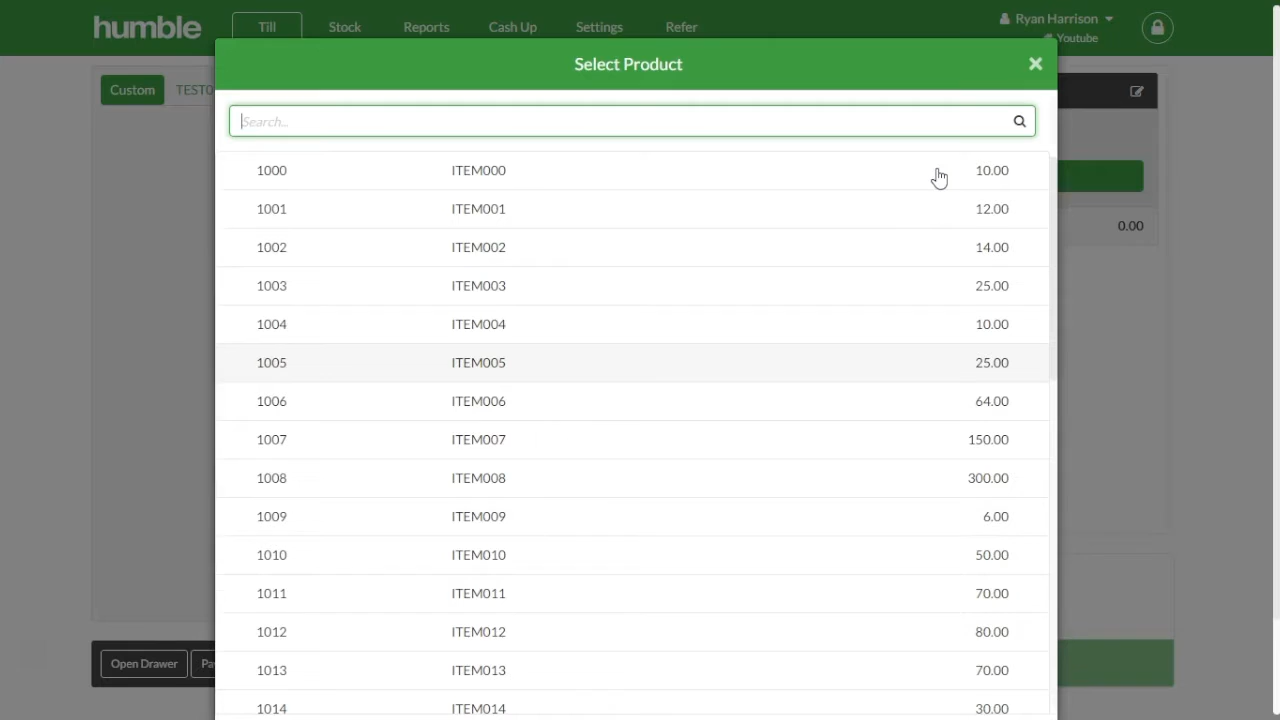 humble
Till
Stock
Reports
Cash Up
Settings
Refer
Ryan Harrison
Youtube
Select Product
Custom
Search...
1000 ITEM000 10.00
1001 ITEM001 12.00
0.00
1002 ITEM002 14.00
1003 ITEM003 25.00
1004 ITEM004 10.00
1005 ITEM005 25.00
1006 ITEM006 64.00
1007 ITEM007 150.00
1008 ITEM008 300.00
1009 ITEM009 6.00
1010 ITEM010 50.00
1011 ITEM011 70.00
1012 ITEM012 80.00
Open Drawer
1013 ITEM013 70.00
1014 ITEM014 30.00